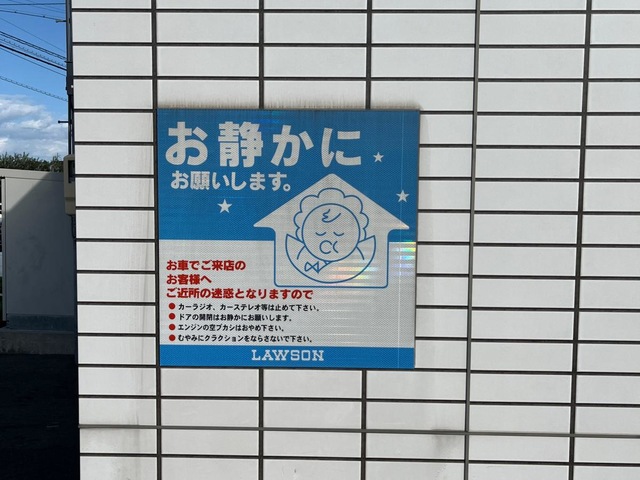 お静かに
お願いします。
お車でご来店の
お客様へ
ご近所の迷惑となりますので
● カーラジオ、カーステレオ等は止めて下さい。
● ドアの開閉はお静かにお願いします。
● エンジンの空ブカシはおやめ下さい。
● むやみにクラクションをならさないで下さい。
LAWSON